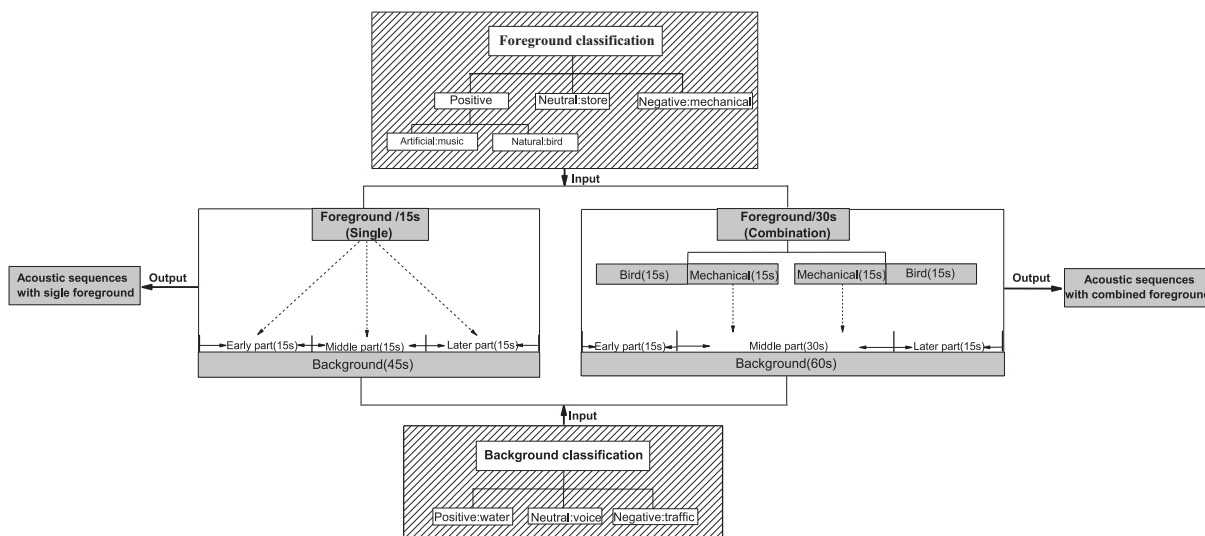 Foreground classification
Positive
Neutral:store
Negative:mechanical
Artificial:music
Natural:bird
Input
Foreground /15s
(Single)
Foreground/30s
(Combination)
Bird(15s)
Mechanical(15s)
Mechanical(15s)
Bird(15s)
Output
Acoustic sequences
with sigle foreground
Output
Acoustic sequences
with combined foreground
Early part(15s)
Middle part(15s)
Later part(15s)
Background(45s)
Early part(15s)
Middle part(30s)
Later part(15s)
Background(60s)
Input
Background classification
Positive:water
Neutral:voice
Negative:traffic